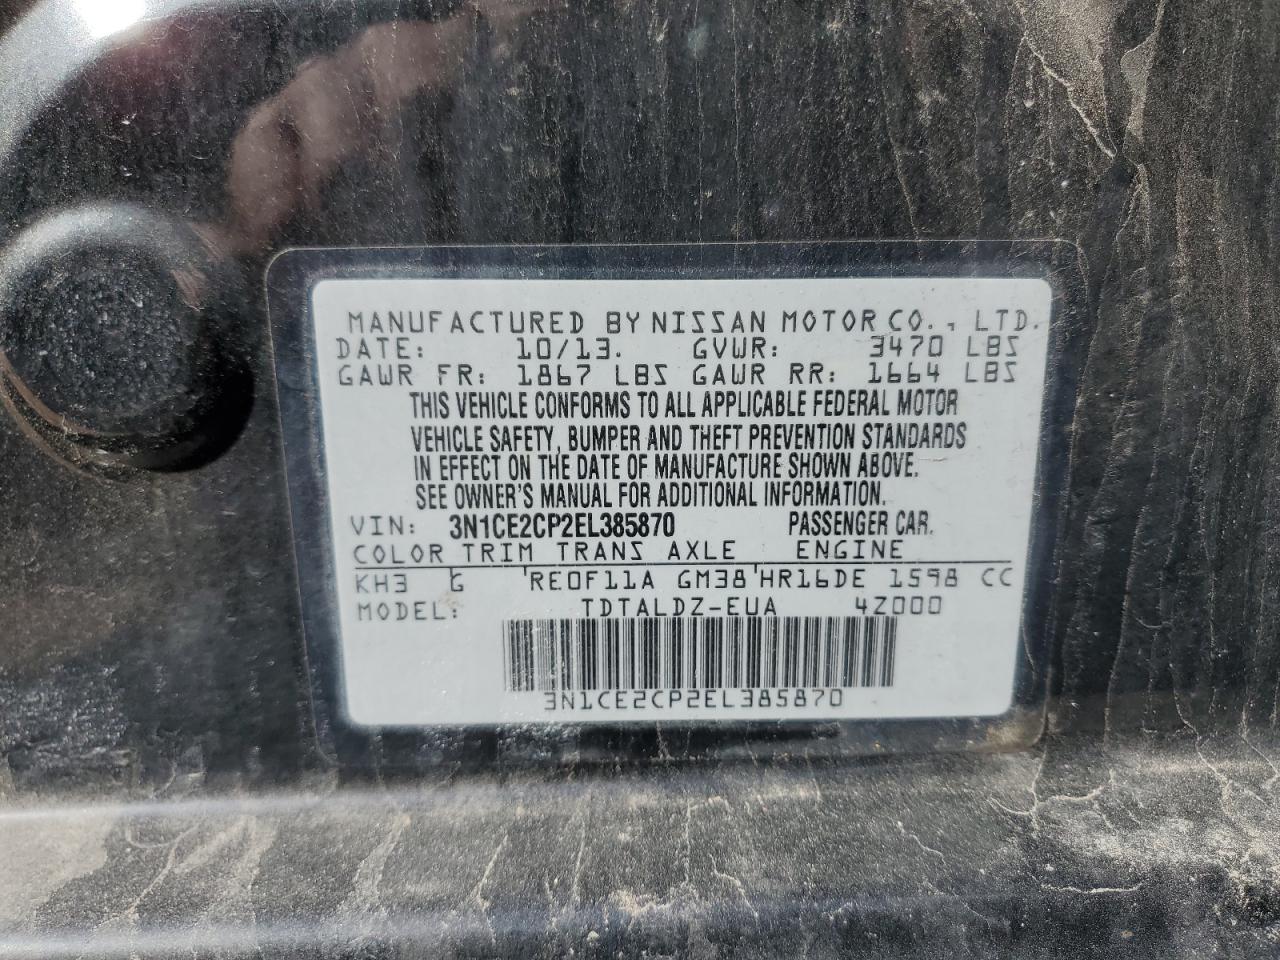 MANUFACTURED BY NISSAN MOTOR CO., LTD.
DATE: 10/13. GVWR: 3470 LBS
GAWR FR: 1867 LBS GAWR RR: 1664 LBS
THIS VEHICLE CONFORMS TO ALL APPLICABLE FEDERAL MOTOR
VEHICLE SAFETY, BUMPER AND THEFT PREVENTION STANDARDS
IN EFFECT ON THE DATE OF MANUFACTURE SHOWN ABOVE.
SEE OWNER'S MANUAL FOR ADDITIONAL INFORMATION.
VIN: 3N1CE2CP2EL385870 PASSENGER CAR.
COLOR TRIM TRANS AXLE ENGINE
KH3 G RE0F11A GM38 HR16DE 1598 CC
MODEL: TDTALDZ-EUA 4Z000
3N1CE2CP2EL385870